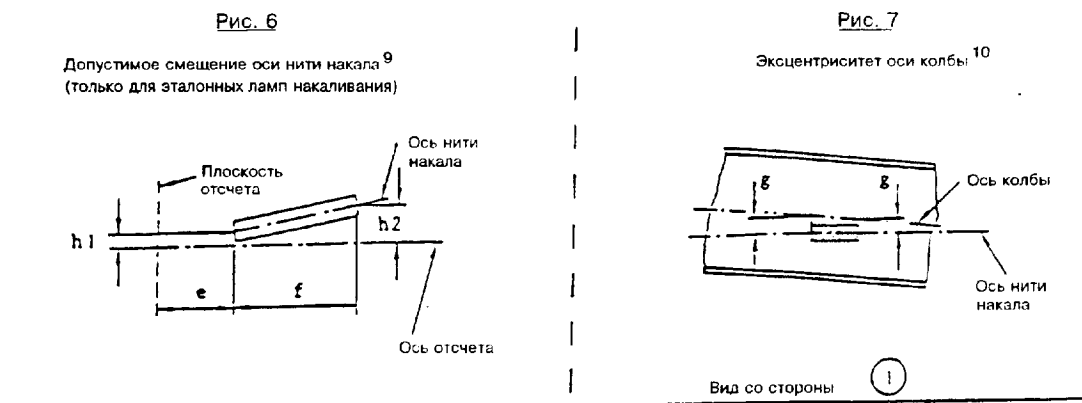 Рис. 6
Допустимое смещение оси нити накала 9
(только для эталонных ламп накаливания)
Ось нити
накала
Плоскость
отсчета
h1
h2
e
f
Ось отсчета
Рис. 7
Эксцентриситет оси колбы 10
g
g
Ось колбы
Ось нити
накала
Вид со стороны 1